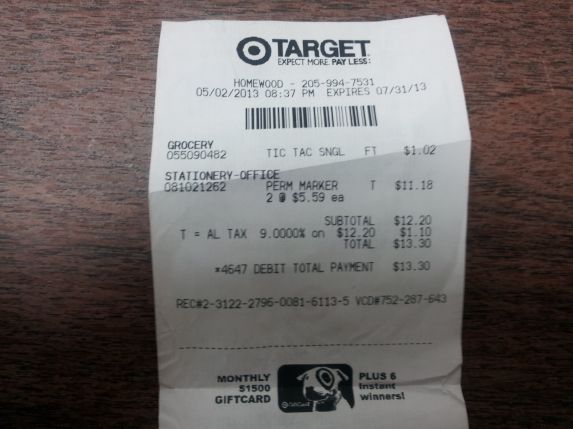 TARGET
EXPECT MORE. PAY LESS.
HOMEWOOD - 205-994-7531
05/02/2013 08:37 PM EXPIRES 07/31/13
GROCERY
055090482 TIC TAC SNGL FT $1.02
STATIONERY-OFFICE
081021262 PERM MARKER T $11.18
2 @ $5.59 ea
SUBTOTAL $12.20
T = AL TAX 9.0000% on $12.20 $1.10
TOTAL $13.30
*4647 DEBIT TOTAL PAYMENT $13.30
REC#2-3122-2796-0081-6113-5 VCD#752-287-643
MONTHLY
$1500
GIFTCARD
PLUS 6
Instant
winners!